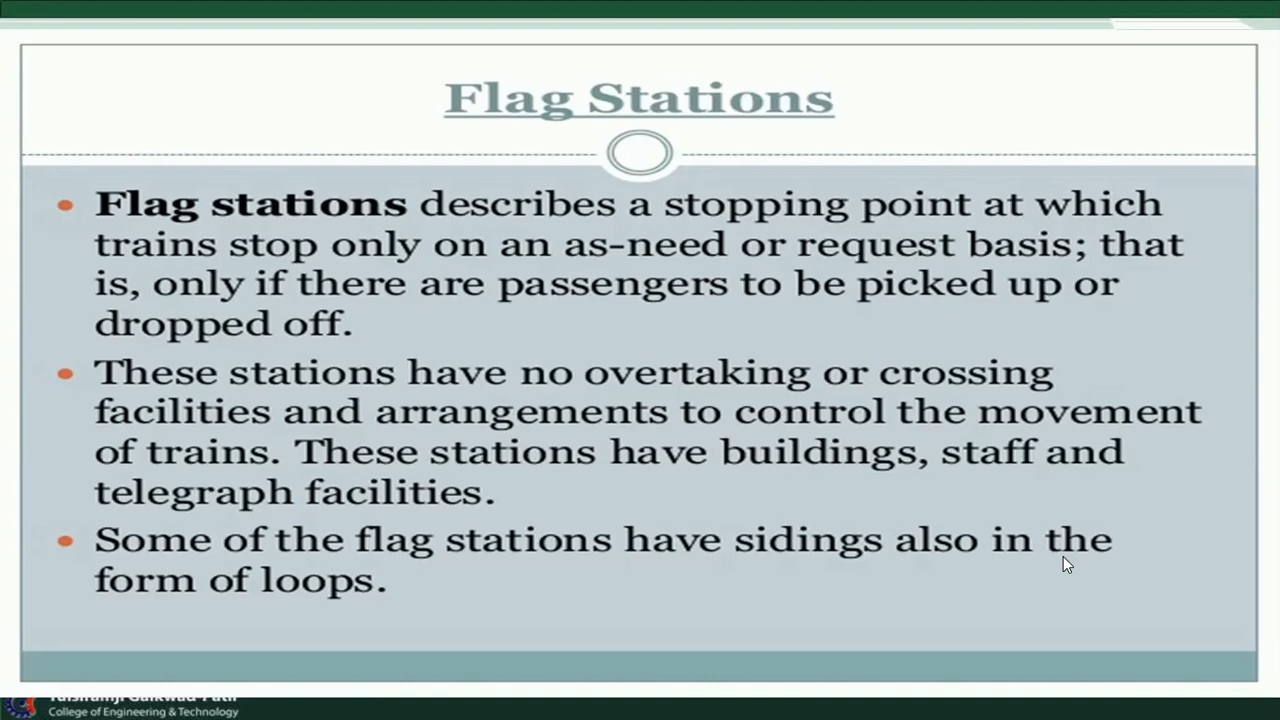 Flag Stations
Flag stations describes a stopping point at which
trains stop only on an as-need or request basis; that
is, only if there are passengers to be picked up or
dropped off.
These stations have no overtaking or crossing
facilities and arrangements to control the movement
of trains. These stations have buildings, staff and
telegraph facilities.
Some of the flag stations have sidings also in the
form of loops.
College of Engineering & Technology